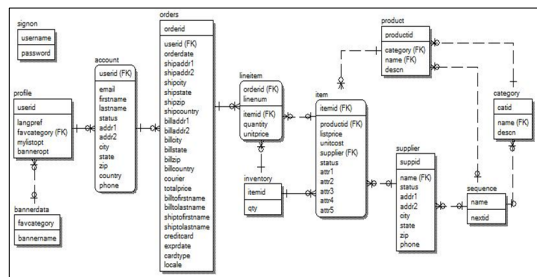 signon
username
password
profile
userid
langpref
favcategory (FK)
mylistopt
banneropt
bannerdata
favcategory
bannername
account
userid (FK)
email
firstname
lastname
status
addr1
addr2
city
state
zip
country
phone
orders
orderid
userid (FK)
orderdate
shipaddr1
shipaddr2
shipcity
shipstate
shipzip
shipcountry
billaddr1
billaddr2
billcity
billstate
billzip
billcountry
courier
totalprice
billtofirstname
billtolastname
shiptofirstname
shiptolastname
creditcard
exprdate
cardtype
locale
lineitem
orderid (FK)
linenum
itemid (FK)
quantity
unitprice
inventory
itemid
qty
item
itemid (FK)
productid (FK)
listprice
unitcost
supplier (FK)
status
attr1
attr2
attr3
attr4
attr5
product
productid
category (FK)
name (FK)
descn
supplier
suppid
name (FK)
status
addr1
addr2
city
state
zip
phone
category
catid
name (FK)
descn
sequence
name
nextid